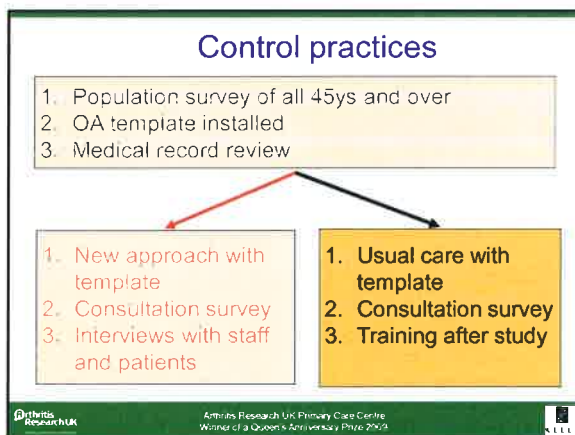 Control practices
1. Population survey of all 45ys and over
2. OA template installed
3. Medical record review
1. New approach with
template
2. Consultation survey
3. Interviews with staff
and patients
1. Usual care with
template
2. Consultation survey
3. Training after study
Arthritis
Research UK
Arthritis Research UK Primary Care Centre
Winner of a Queen's Anniversary Prize 2009